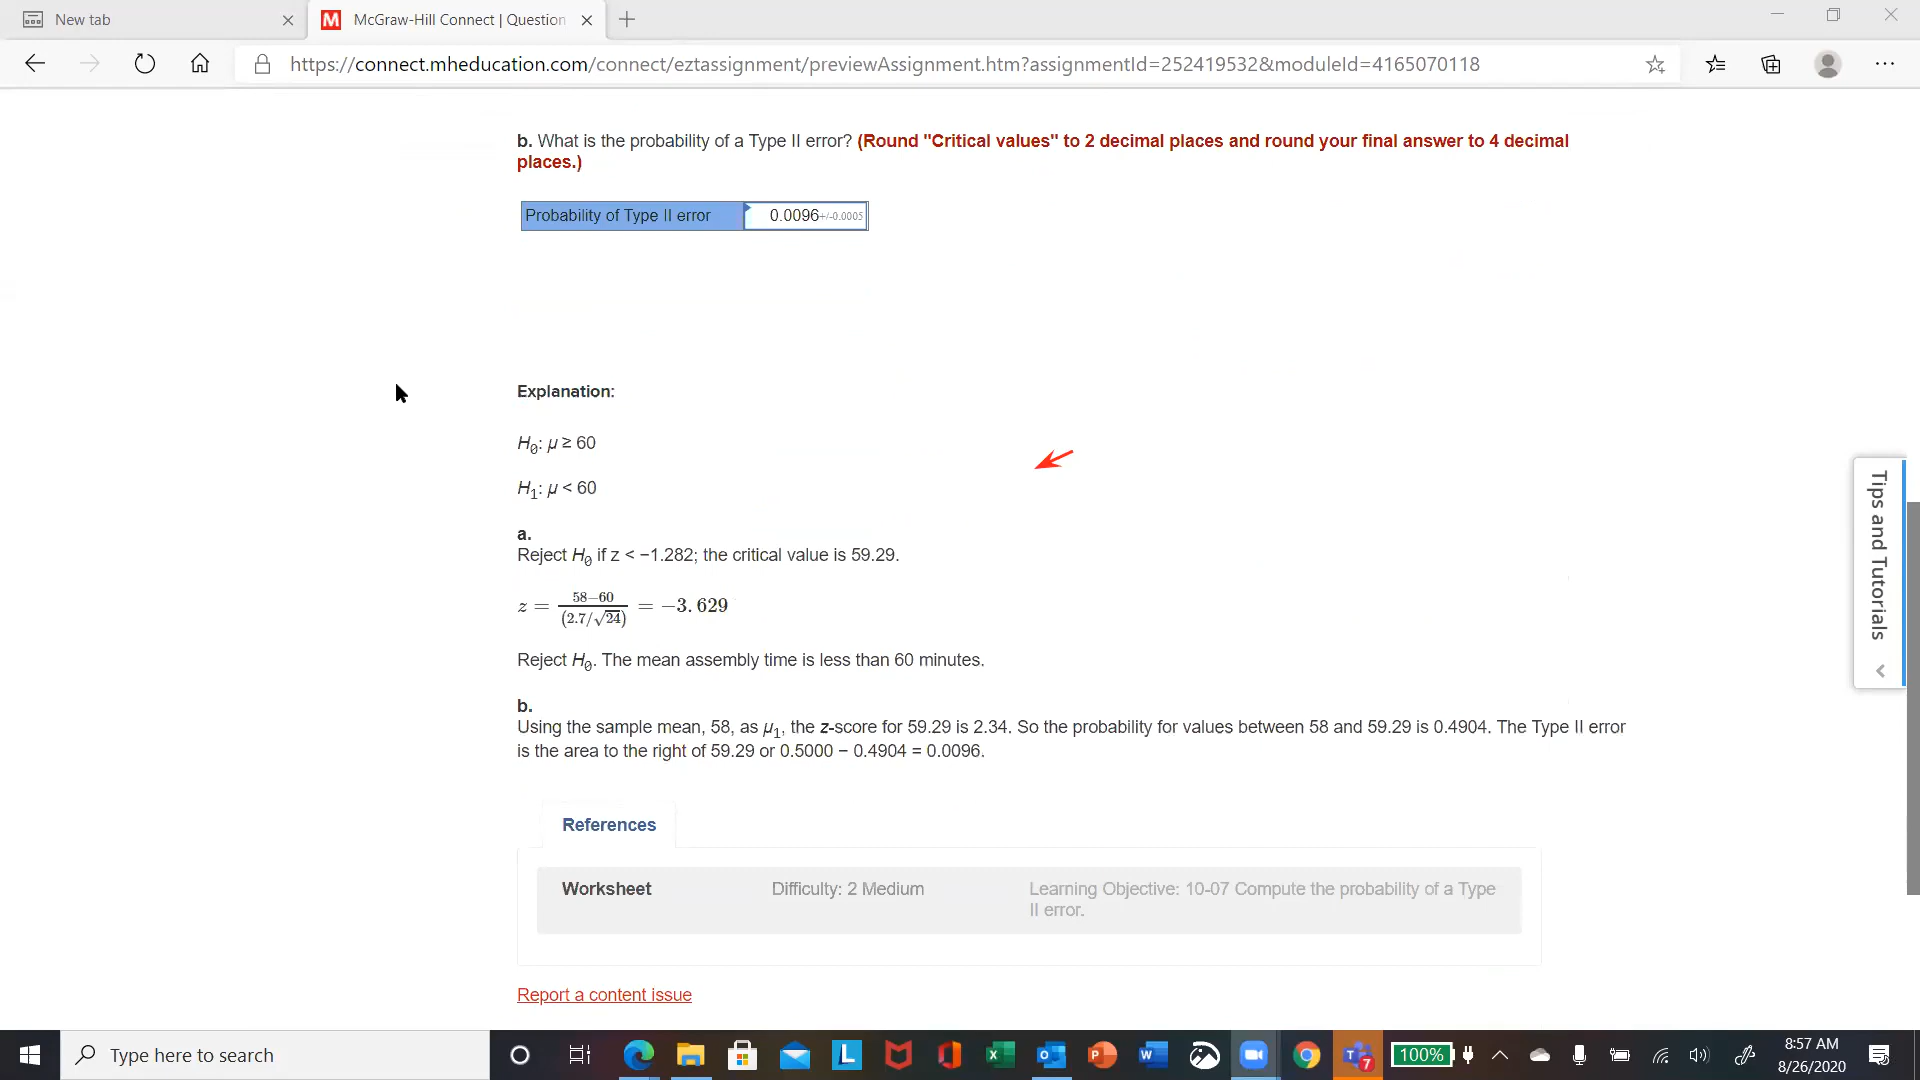 New tab
McGraw-Hill Connect | Question
https://connect.mheducation.com/connect/eztassignment/previewAssignment.htm?assignmentId=252419532&moduleId=4165070118
b. What is the probability of a Type II error? (Round "Critical values" to 2 decimal places and round your final answer to 4 decimal
places.)
Probability of Type II error 0.0096+/-0.0005
Explanation:
H0: μ ≥ 60
H1: μ < 60
a.
Reject H0 if z < −1.282; the critical value is 59.29.
z = 58−60 / (2.7/√24) = −3.629
Reject H0. The mean assembly time is less than 60 minutes.
b.
Using the sample mean, 58, as μ1, the z-score for 59.29 is 2.34. So the probability for values between 58 and 59.29 is 0.4904. The Type II error
is the area to the right of 59.29 or 0.5000 − 0.4904 = 0.0096.
References
Worksheet Difficulty: 2 Medium Learning Objective: 10-07 Compute the probability of a Type
II error.
Report a content issue
Tips and Tutorials
Type here to search
100%
7
8:57 AM
8/26/2020